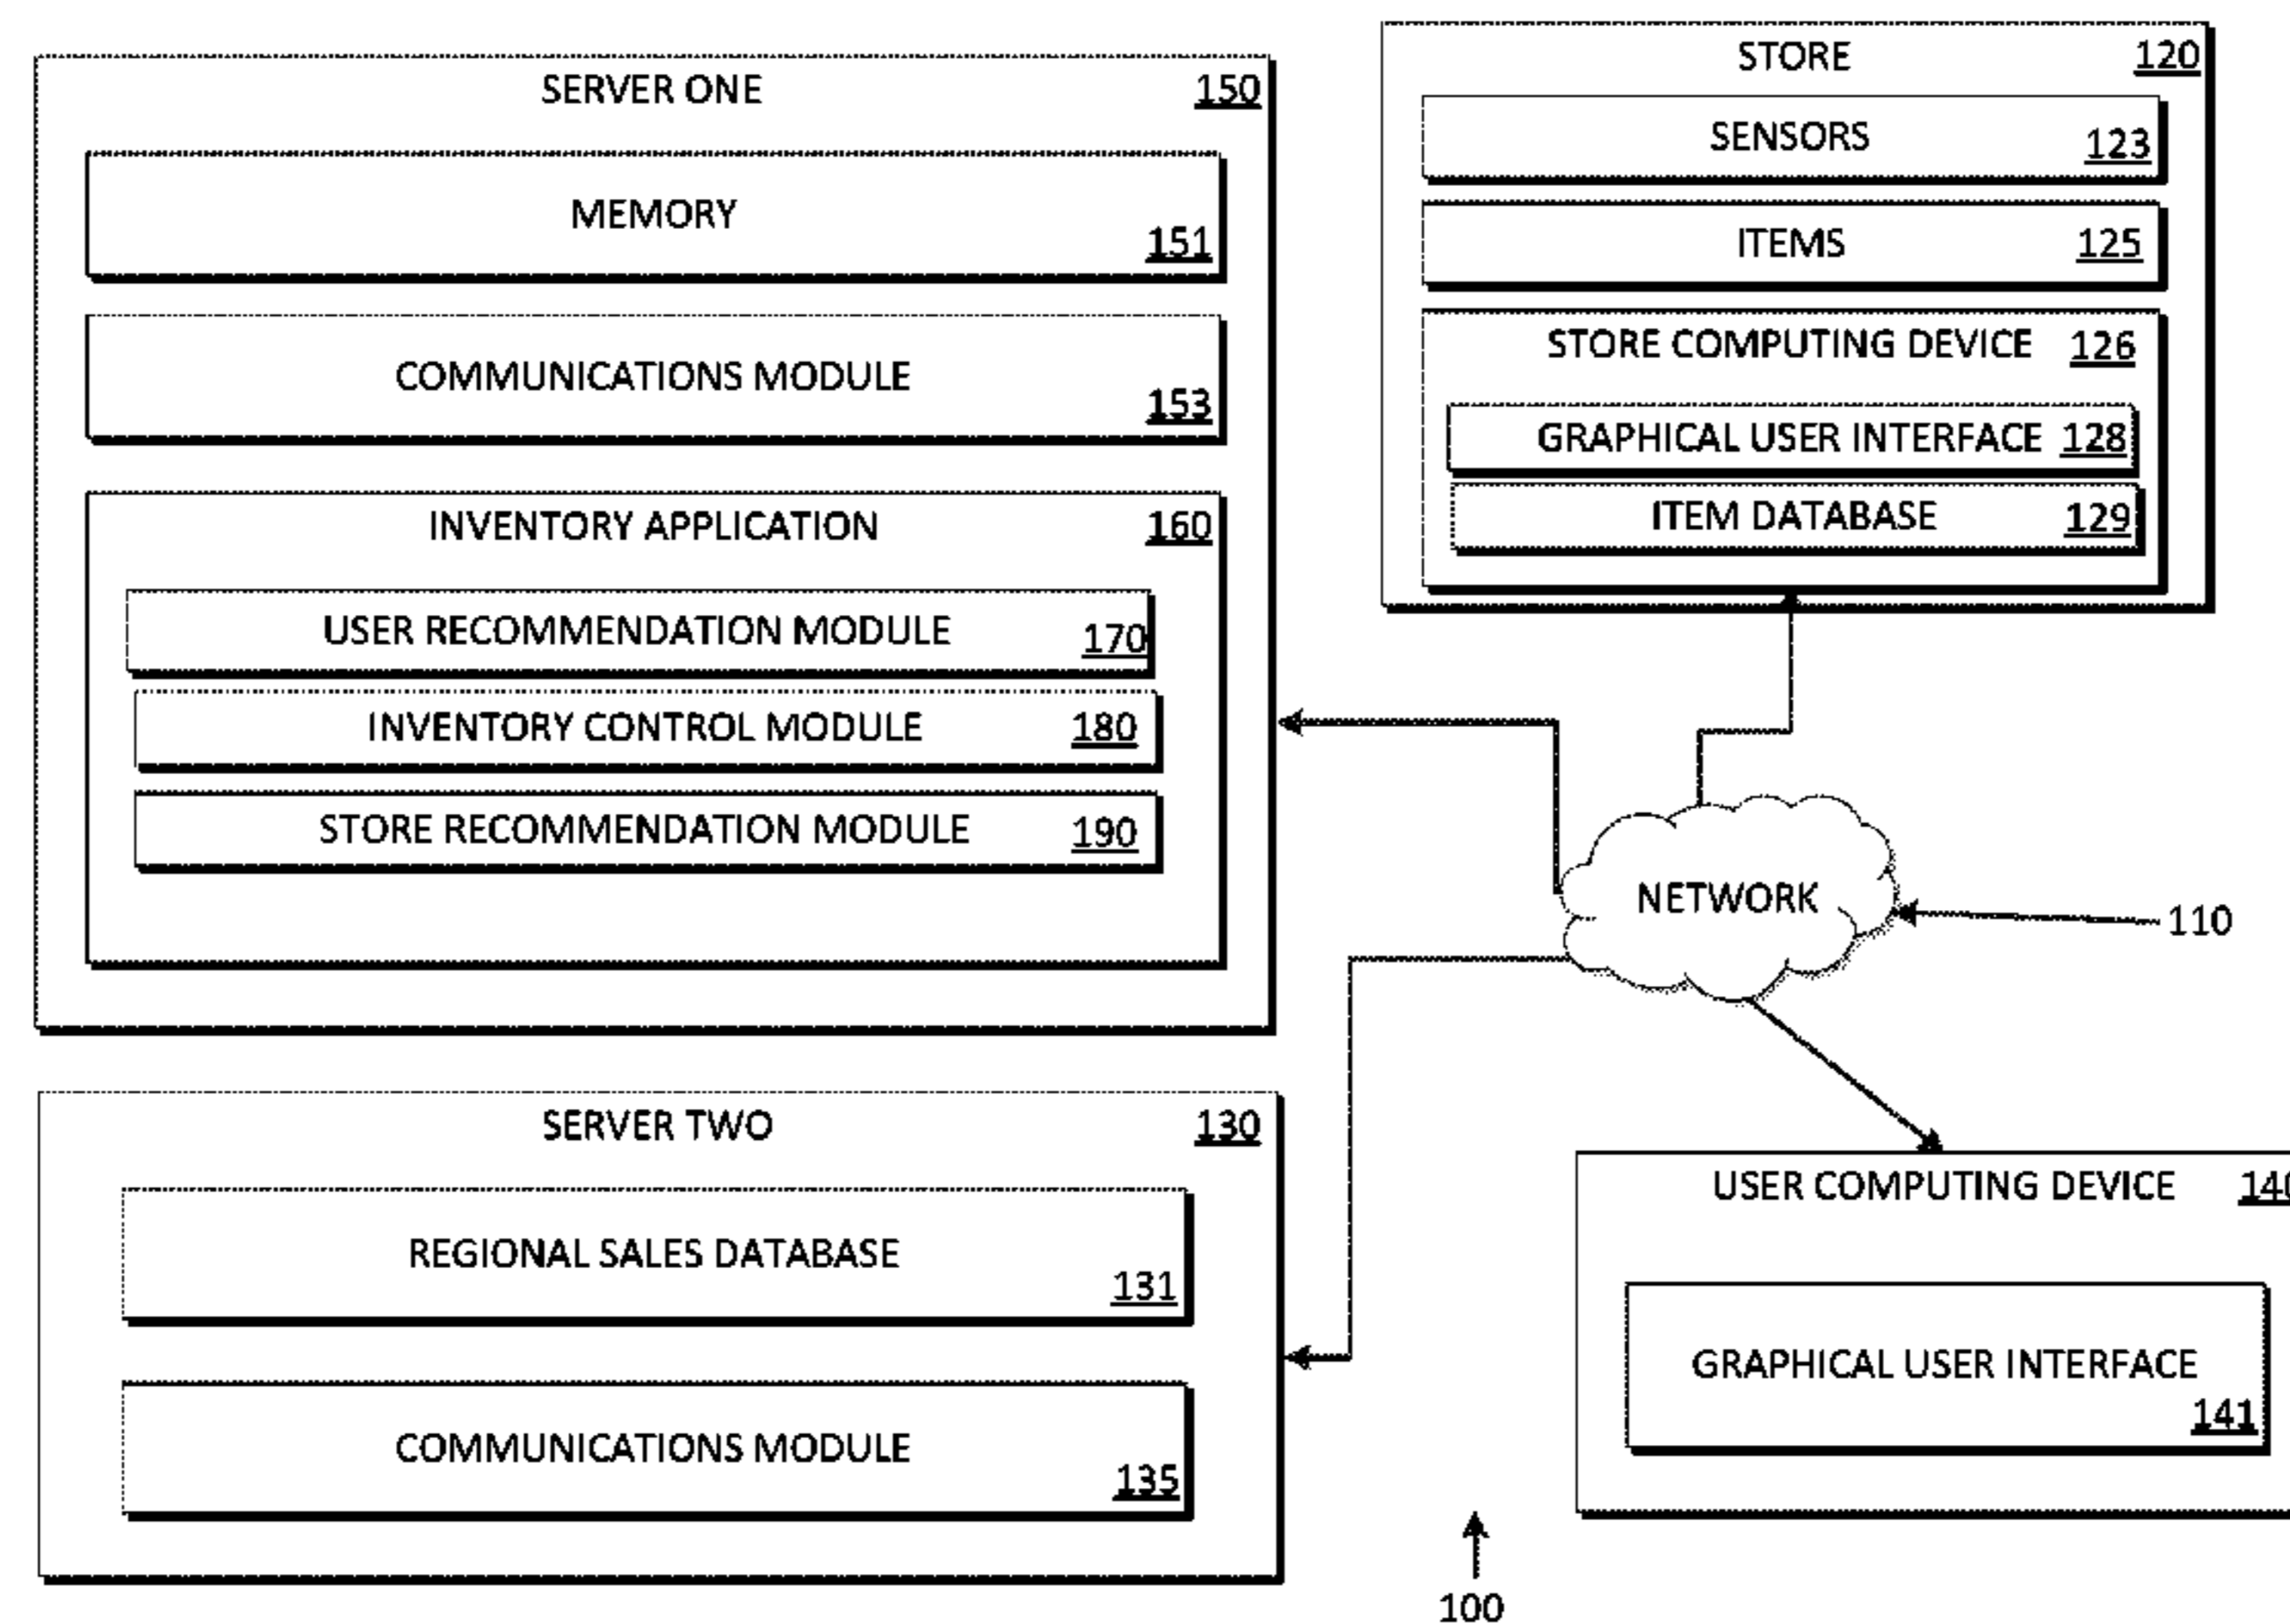 SERVER ONE 150
MEMORY 151
COMMUNICATIONS MODULE 153
INVENTORY APPLICATION 160
USER RECOMMENDATION MODULE 170
INVENTORY CONTROL MODULE 180
STORE RECOMMENDATION MODULE 190
STORE 120
SENSORS 123
ITEMS 125
STORE COMPUTING DEVICE 126
GRAPHICAL USER INTERFACE 128
ITEM DATABASE 129
NETWORK
110
SERVER TWO 130
REGIONAL SALES DATABASE 131
COMMUNICATIONS MODULE 135
USER COMPUTING DEVICE 140
GRAPHICAL USER INTERFACE 141
100